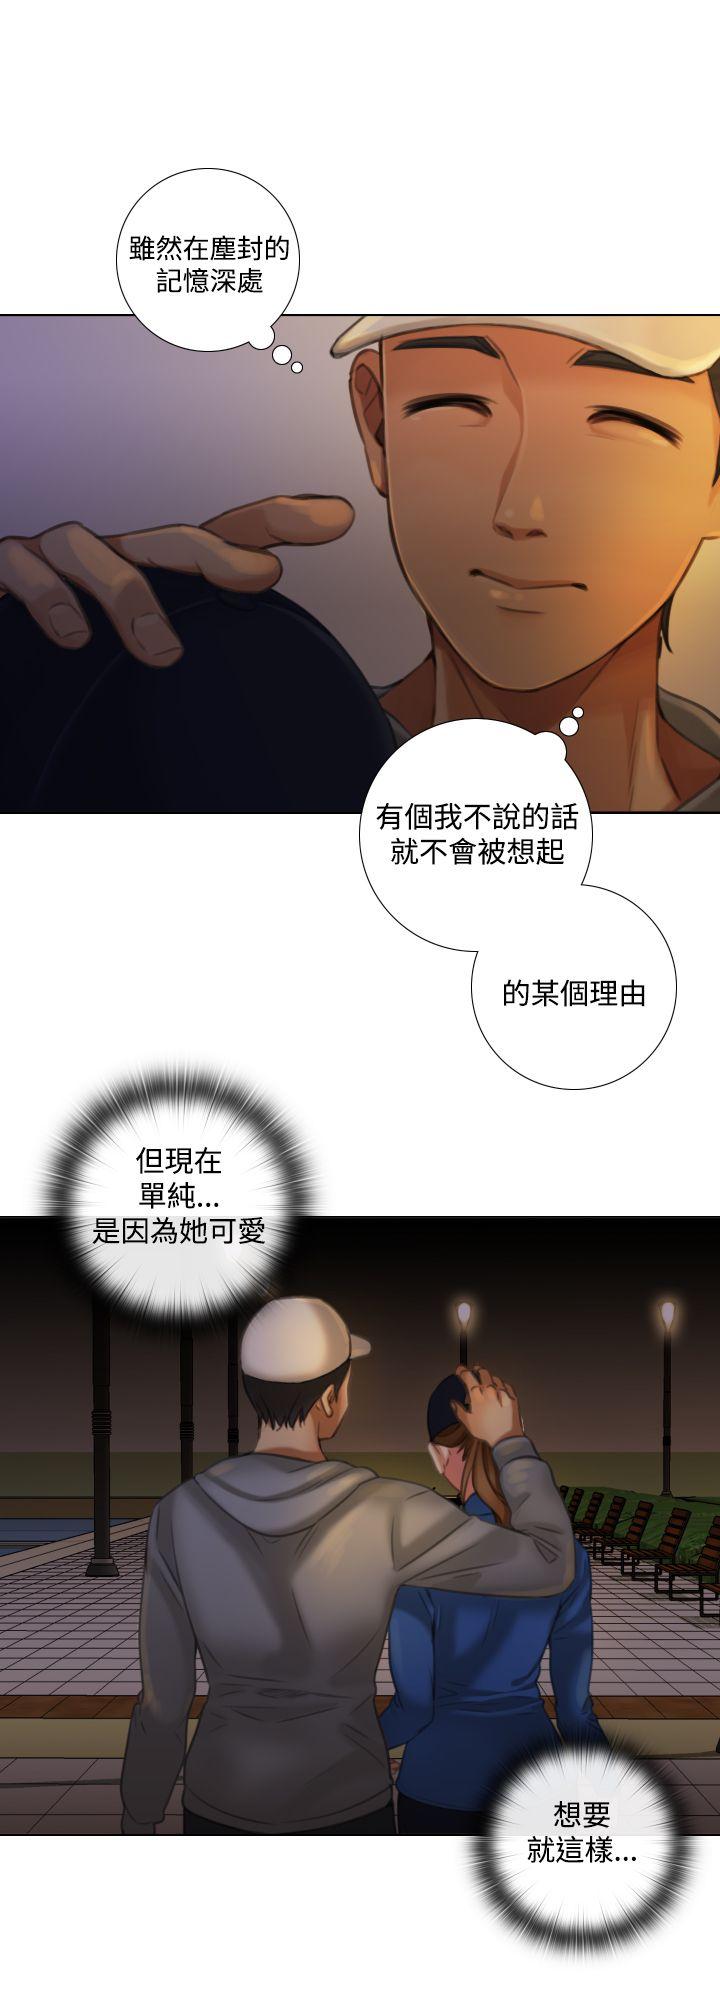 雖然在塵封的
記憶深處
有個我不說的話
就不會被想起
的某個理由
但現在
單純...
是因為她可愛
想要
就這樣...